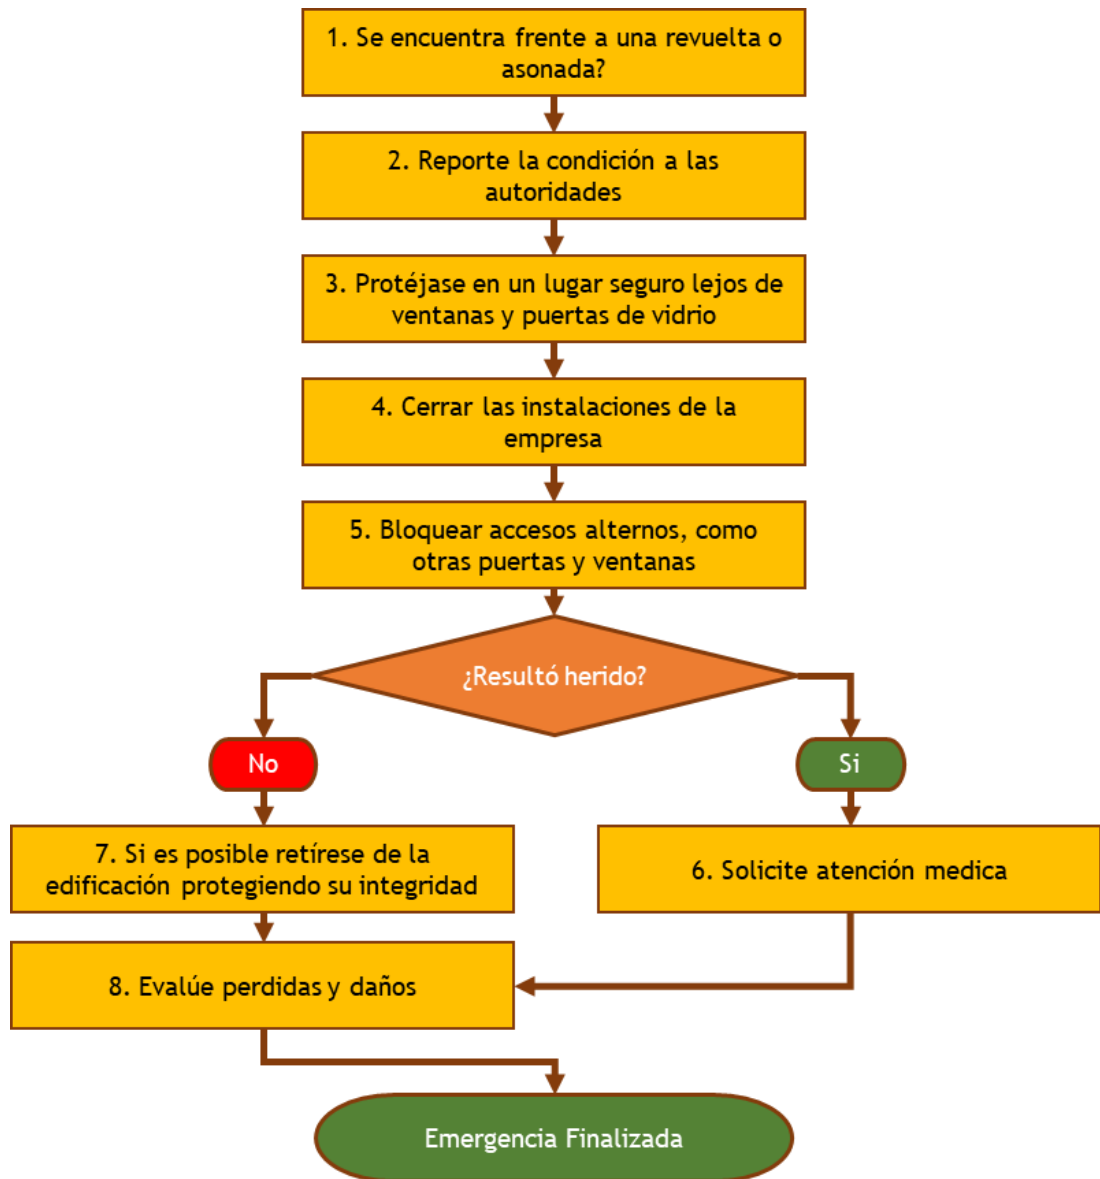 1. Se encuentra frente a una revuelta o
asonada?
2. Reporte la condición a las
autoridades
3. Protéjase en un lugar seguro lejos de
ventanas y puertas de vidrio
4. Cerrar las instalaciones de la
empresa
5. Bloquear accesos alternos, como
otras puertas y ventanas
¿Resultó herido?
No
Si
7. Si es posible retírese de la
edificación protegiendo su integridad
6. Solicite atención medica
8. Evalúe perdidas y daños
Emergencia Finalizada